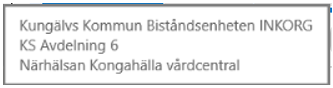 Kungälvs Kommun Biståndsenheten INKORG
KS Avdelning 6
Närhälsan Kongahälla vårdcentral